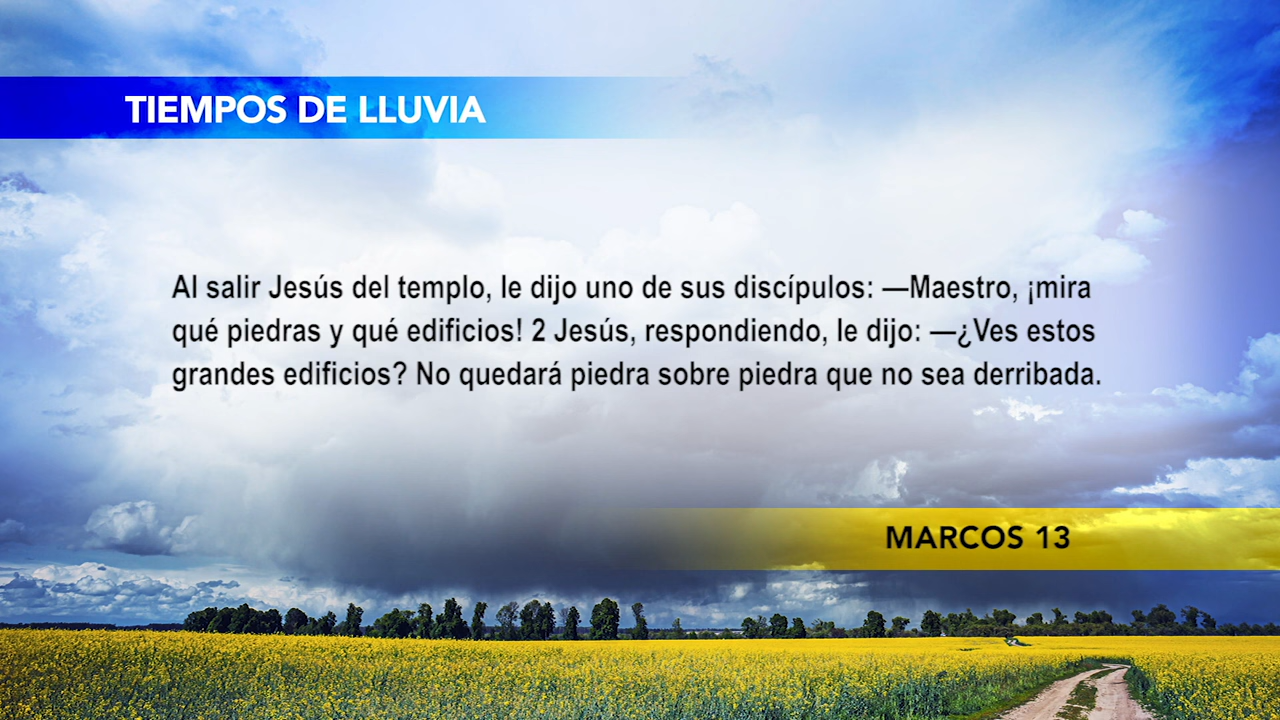 TIEMPOS DE LLUVIA
Al salir Jesús del templo, le dijo uno de sus discípulos: —Maestro, ¡mira
qué piedras y qué edificios! 2 Jesús, respondiendo, le dijo: —¿Ves estos
grandes edificios? No quedará piedra sobre piedra que no sea derribada.
MARCOS 13